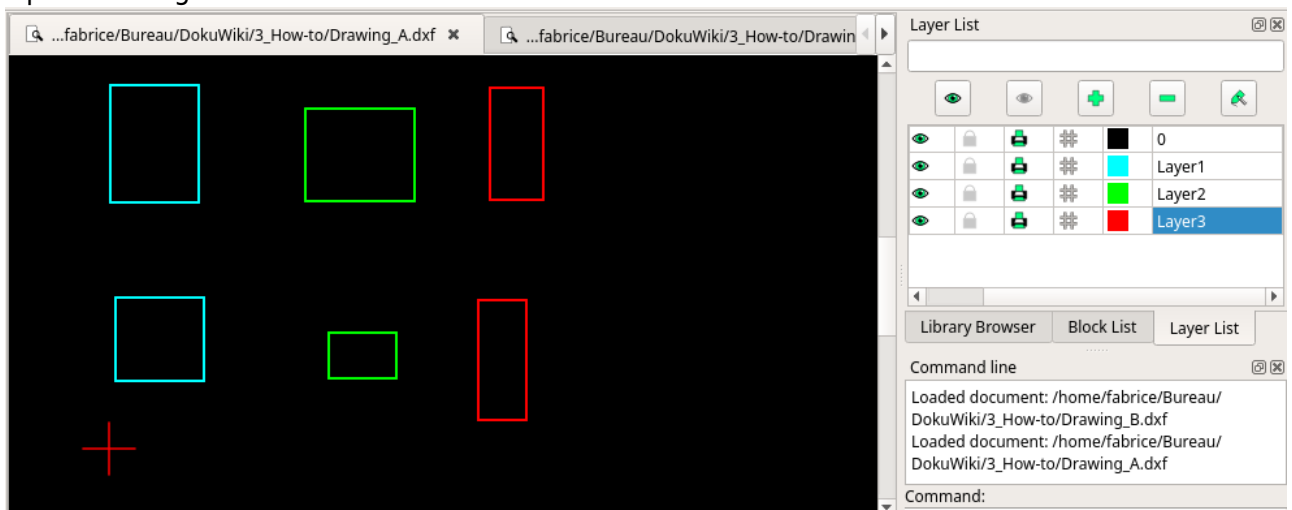 ...fabrice/Bureau/DokuWiki/3_How-to/Drawing_A.dxf
...fabrice/Bureau/DokuWiki/3_How-to/Drawin
Layer List
0
Layer1
Layer2
Layer3
Library Browser
Block List
Layer List
Command line
Loaded document: /home/fabrice/Bureau/
DokuWiki/3_How-to/Drawing_B.dxf
Loaded document: /home/fabrice/Bureau/
DokuWiki/3_How-to/Drawing_A.dxf
Command: